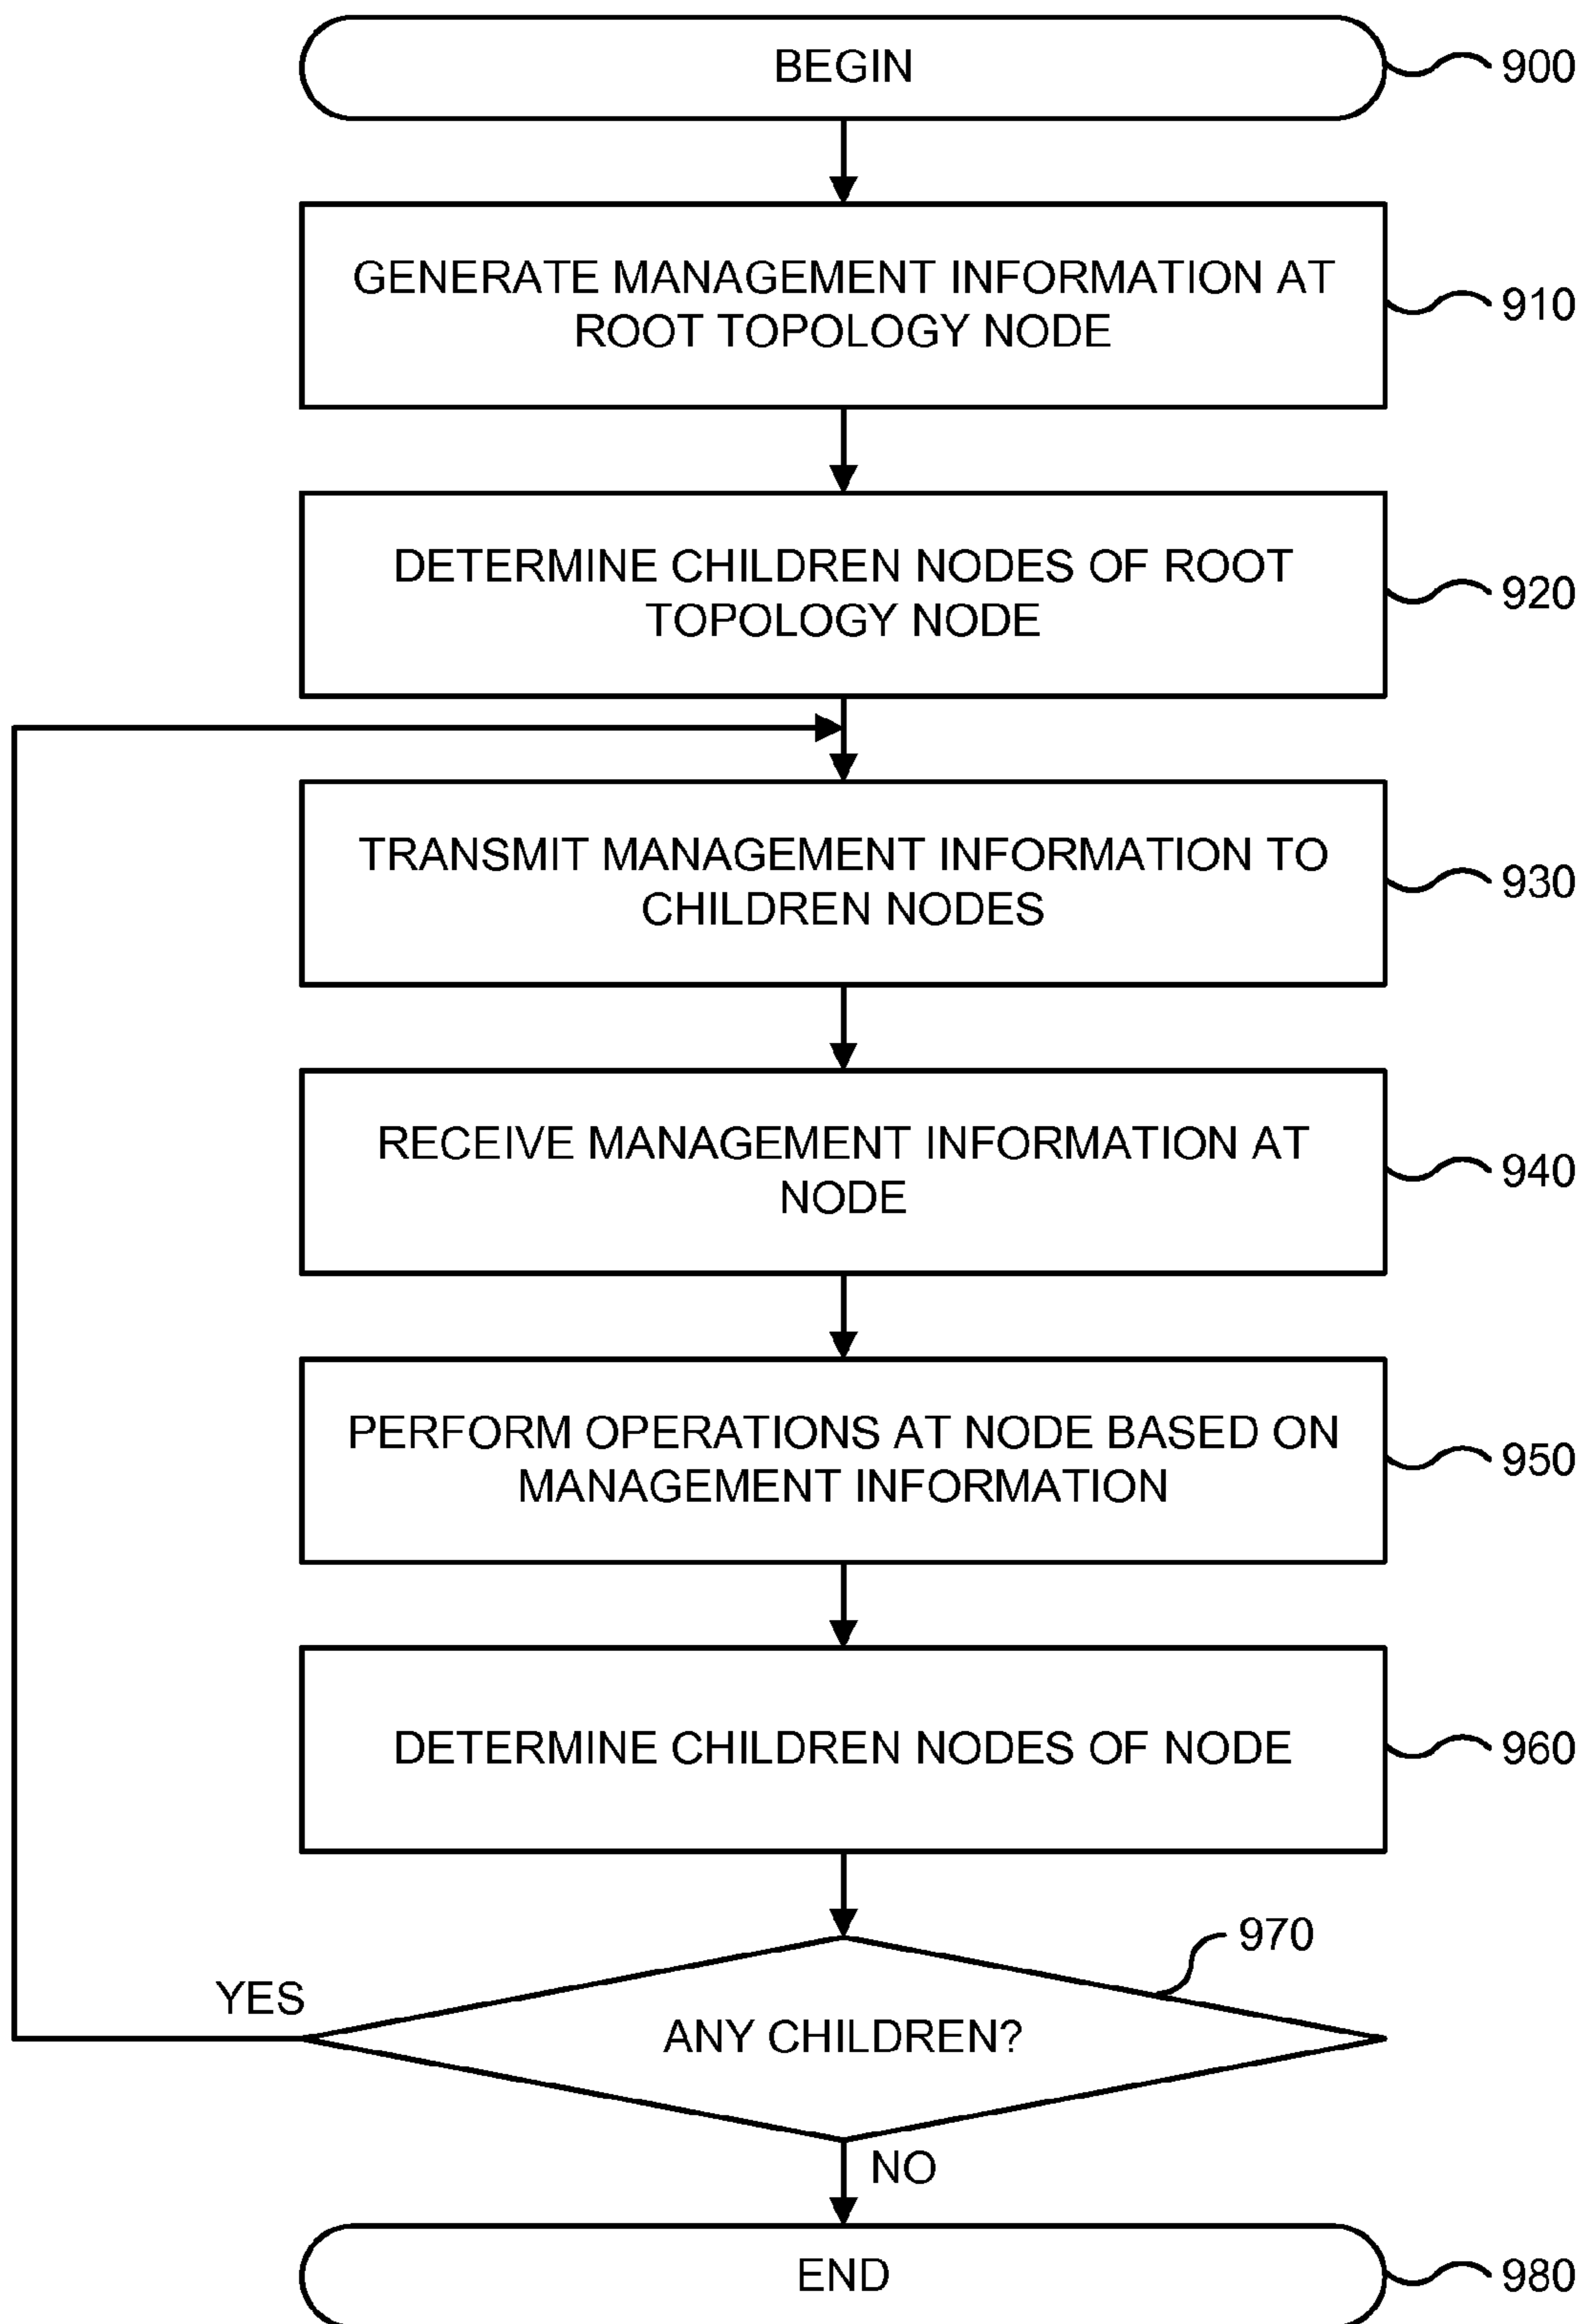 BEGIN
900
GENERATE MANAGEMENT INFORMATION AT
ROOT TOPOLOGY NODE
910
DETERMINE CHILDREN NODES OF ROOT
TOPOLOGY NODE
920
TRANSMIT MANAGEMENT INFORMATION TO
CHILDREN NODES
930
RECEIVE MANAGEMENT INFORMATION AT
NODE
940
PERFORM OPERATIONS AT NODE BASED ON
MANAGEMENT INFORMATION
950
DETERMINE CHILDREN NODES OF NODE
960
970
YES
ANY CHILDREN?
NO
END
980